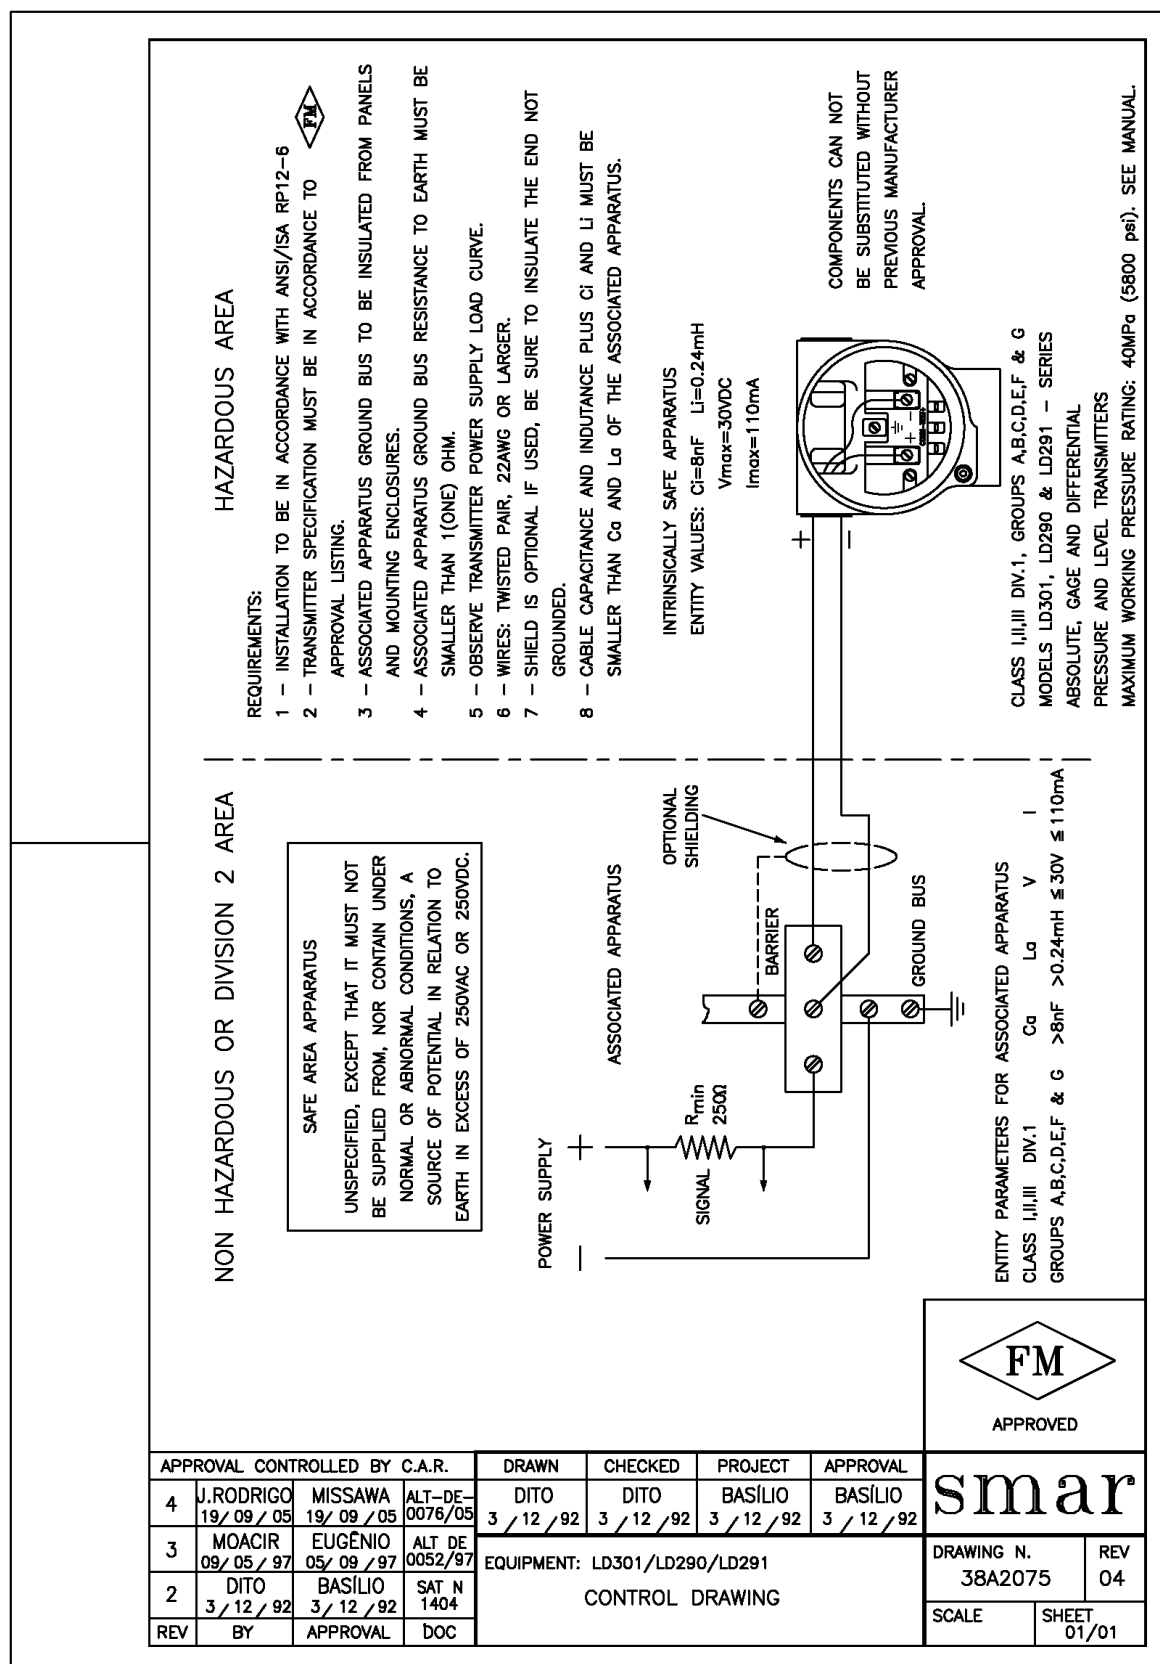 HAZARDOUS AREA
REQUIREMENTS:
1 – INSTALLATION TO BE IN ACCORDANCE WITH ANSI/ISA RP12–6
2 – TRANSMITTER SPECIFICATION MUST BE IN ACCORDANCE TO
APPROVAL LISTING.
FM
3 – ASSOCIATED APPARATUS GROUND BUS TO BE INSULATED FROM PANELS
AND MOUNTING ENCLOSURES.
4 – ASSOCIATED APPARATUS GROUND BUS RESISTANCE TO EARTH MUST BE
SMALLER THAN 1(ONE) OHM.
5 – OBSERVE TRANSMITTER POWER SUPPLY LOAD CURVE.
6 – WIRES: TWISTED PAIR, 22AWG OR LARGER.
7 – SHIELD IS OPTIONAL IF USED, BE SURE TO INSULATE THE END NOT
GROUNDED.
8 – CABLE CAPACITANCE AND INDUTANCE PLUS Ci AND Li MUST BE
SMALLER THAN Ca AND La OF THE ASSOCIATED APPARATUS.
INTRINSICALLY SAFE APPARATUS
ENTITY VALUES: Ci=8nF Li=0.24mH
Vmax=30VDC
Imax=110mA
COMPONENTS CAN NOT
BE SUBSTITUTED WITHOUT
PREVIOUS MANUFACTURER
APPROVAL.
+
–
+ –
CLASS I,II,III DIV.1, GROUPS A,B,C,D,E,F & G
MODELS LD301, LD290 & LD291 – SERIES
ABSOLUTE, GAGE AND DIFFERENTIAL
PRESSURE AND LEVEL TRANSMITTERS
MAXIMUM WORKING PRESSURE RATING: 40MPa (5800 psi). SEE MANUAL.
NON HAZARDOUS OR DIVISION 2 AREA
SAFE AREA APPARATUS
UNSPECIFIED, EXCEPT THAT IT MUST NOT
BE SUPPLIED FROM, NOR CONTAIN UNDER
NORMAL OR ABNORMAL CONDITIONS, A
SOURCE OF POTENTIAL IN RELATION TO
EARTH IN EXCESS OF 250VAC OR 250VDC.
POWER SUPPLY
– +
SIGNAL
Rmin
250Ω
ASSOCIATED APPARATUS
OPTIONAL
SHIELDING
BARRIER
GROUND BUS
ENTITY PARAMETERS FOR ASSOCIATED APPARATUS
CLASS I,II,III DIV.1 Ca La V I
GROUPS A,B,C,D,E,F & G >8nF >0.24mH ≤30V ≤110mA
FM
APPROVED
APPROVAL CONTROLLED BY C.A.R.
4 J.RODRIGO 19/09/05 MISSAWA 19/09/05 ALT–DE–0076/05
3 MOACIR 09/05/97 EUGÊNIO 05/09/97 ALT DE 0052/97
2 DITO 3/12/92 BASÍLIO 3/12/92 SAT N 1404
REV BY APPROVAL DOC
DRAWN CHECKED PROJECT APPROVAL
DITO DITO BASÍLIO BASÍLIO
3/12/92 3/12/92 3/12/92 3/12/92
EQUIPMENT: LD301/LD290/LD291
CONTROL DRAWING
smar
DRAWING N. REV
38A2075 04
SCALE SHEET
01/01